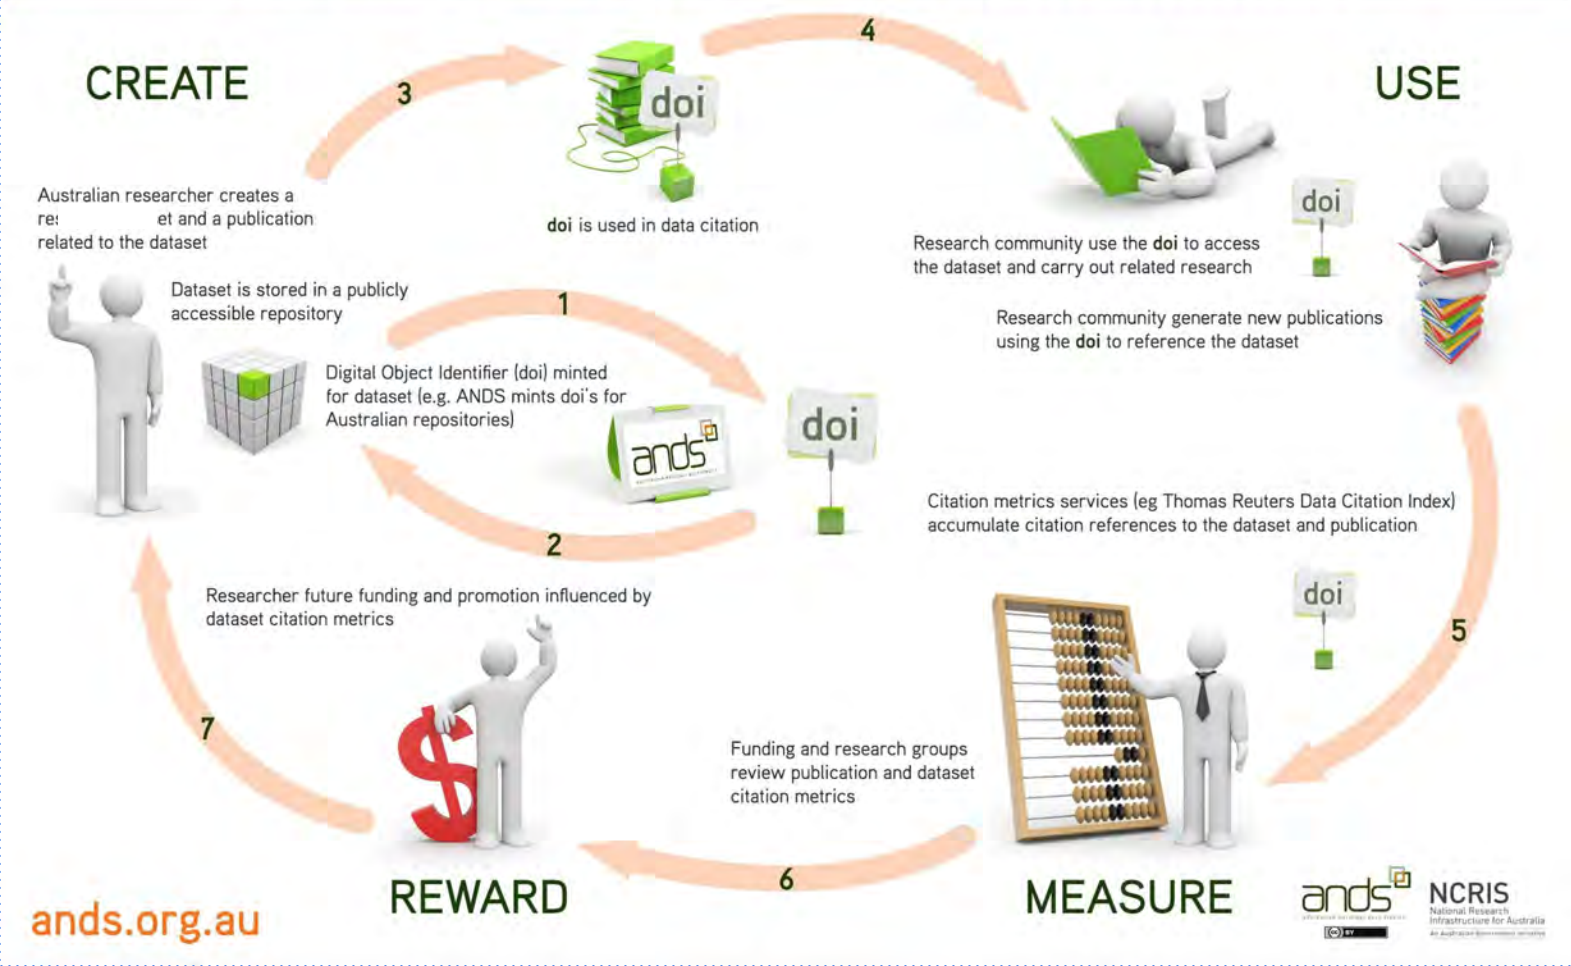 CREATE
3
4
USE
doi
Australian researcher creates a
et and a publication
related to the dataset
doi is used in data citation
doi
Research community use the doi to access
the dataset and carry out related research
Dataset is stored in a publicly
accessible repository
1
Research community generate new publications
using the doi to reference the dataset
Digital Object Identifier (doi) minted
for dataset (e.g. ANDS mints doi's for
Australian repositories)
ands
doi
2
Citation metrics services (eg Thomas Reuters Data Citation Index)
accumulate citation references to the dataset and publication
doi
5
Researcher future funding and promotion influenced by
dataset citation metrics
7
Funding and research groups
review publication and dataset
citation metrics
6
REWARD
MEASURE
ands.org.au
ands
cc BY
NCRIS
National Research
Infrastructure for Australia
An Australian Government Initiative